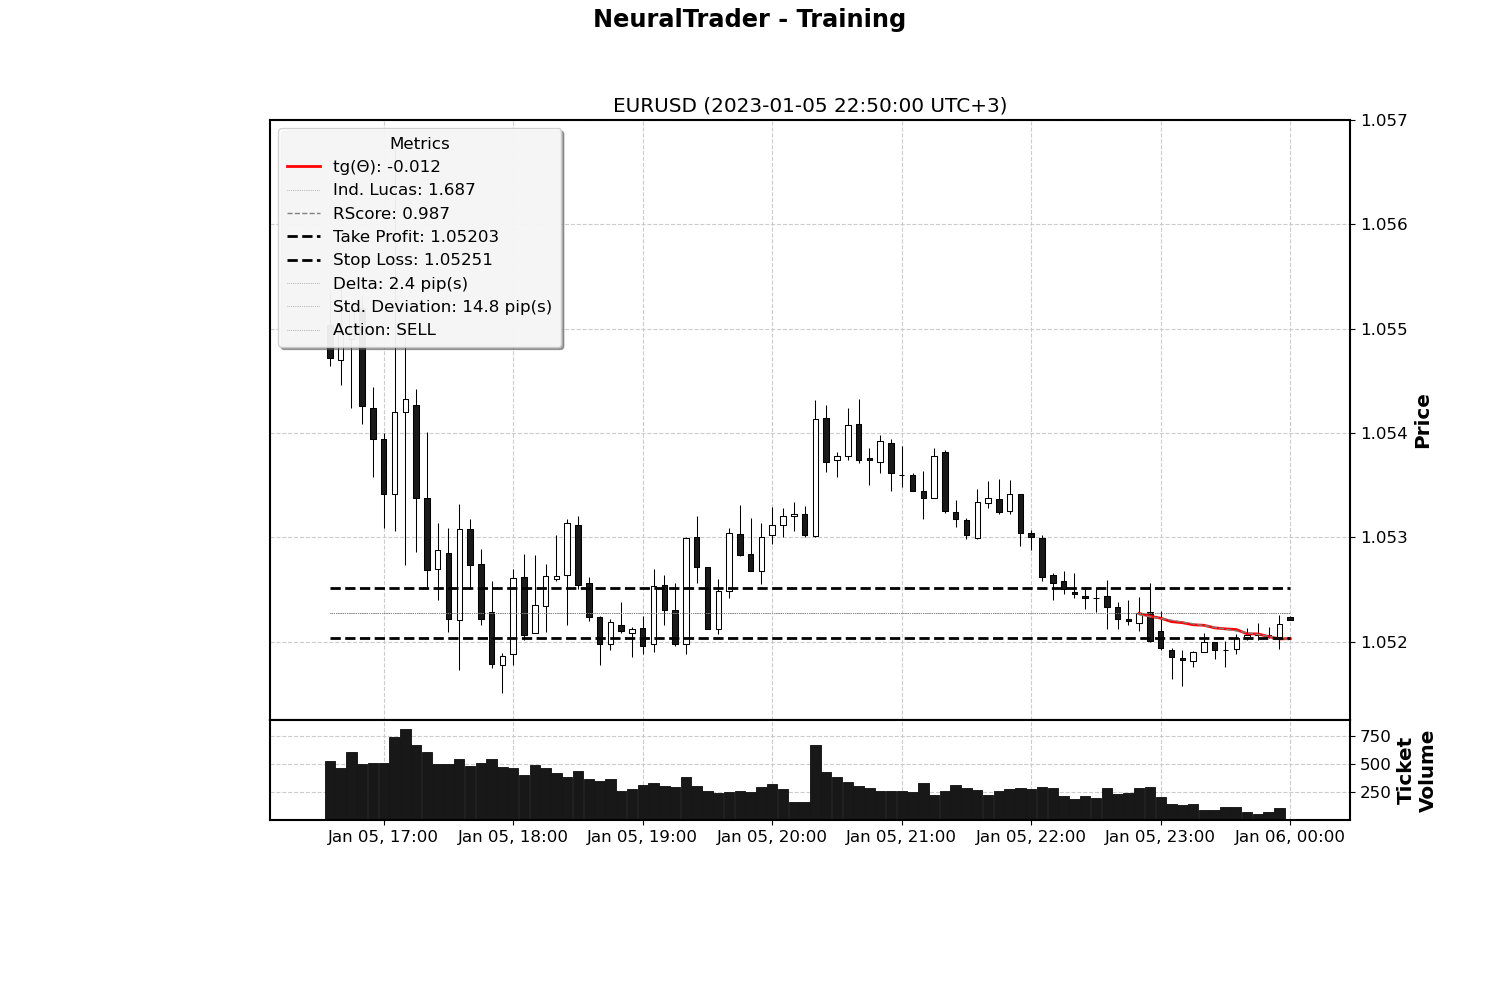 NeuralTrader - Training
EURUSD (2023-01-05 22:50:00 UTC+3)
Metrics
tg(Θ): -0.012
Ind. Lucas: 1.687
RScore: 0.987
Take Profit: 1.05203
Stop Loss: 1.05251
Delta: 2.4 pip(s)
Std. Deviation: 14.8 pip(s)
Action: SELL
1.057
1.056
1.055
1.054
1.053
1.052
Price
750
500
250
Ticket
Volume
Jan 05, 17:00 Jan 05, 18:00 Jan 05, 19:00 Jan 05, 20:00 Jan 05, 21:00 Jan 05, 22:00 Jan 05, 23:00 Jan 06, 00:00